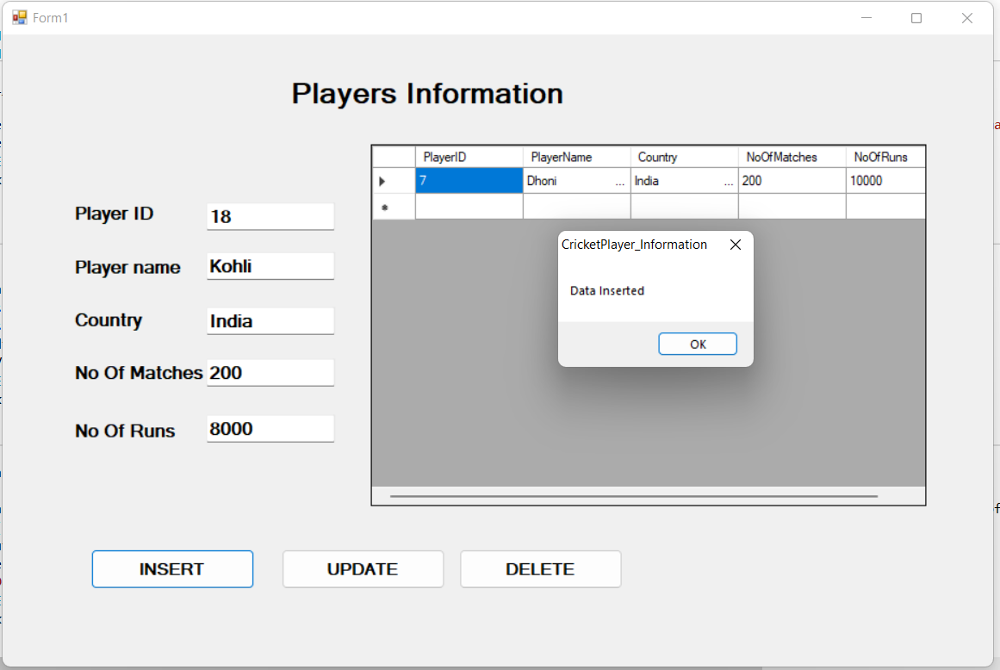 Form1
Players Information
PlayerID PlayerName Country NoOfMatches NoOfRuns
7 Dhoni ... India ... 200 10000
Player ID 18
Player name Kohli
Country India
No Of Matches 200
No Of Runs 8000
CricketPlayer_Information
Data Inserted
OK
INSERT UPDATE DELETE